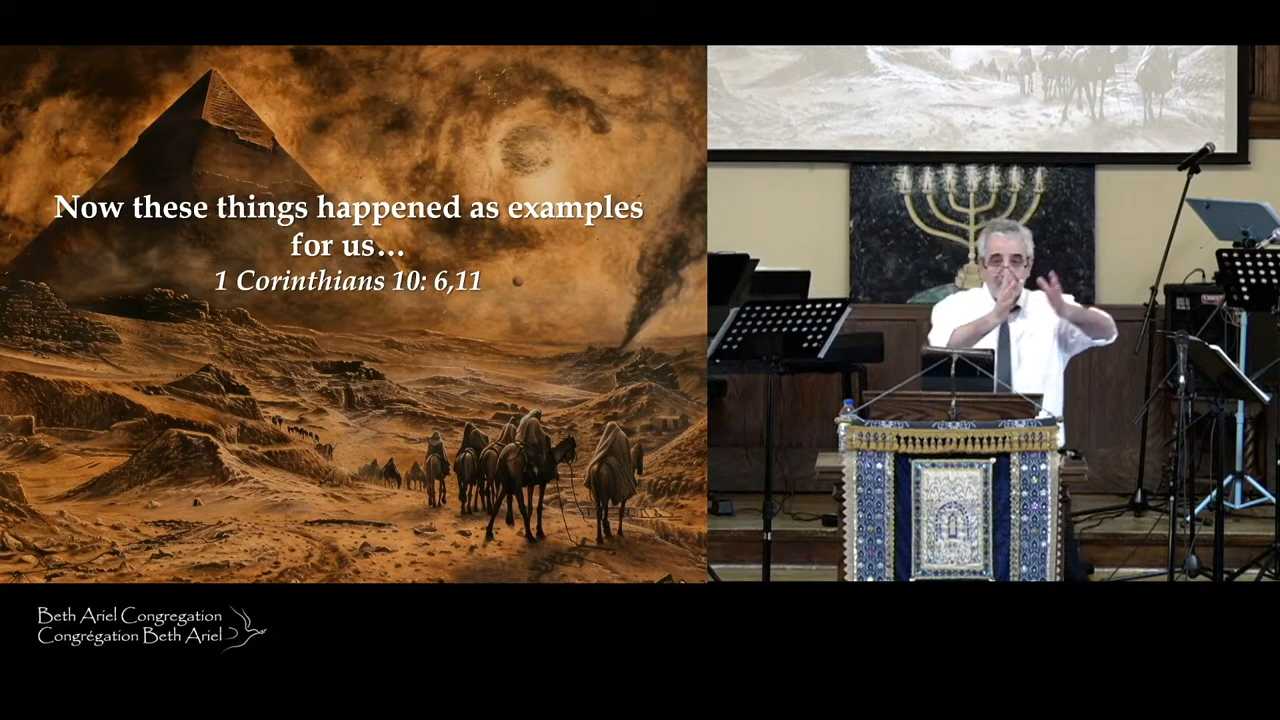 Now these things happened as examples
for us…
1 Corinthians 10: 6,11
Beth Ariel Congregation
Congrégation Beth Ariel